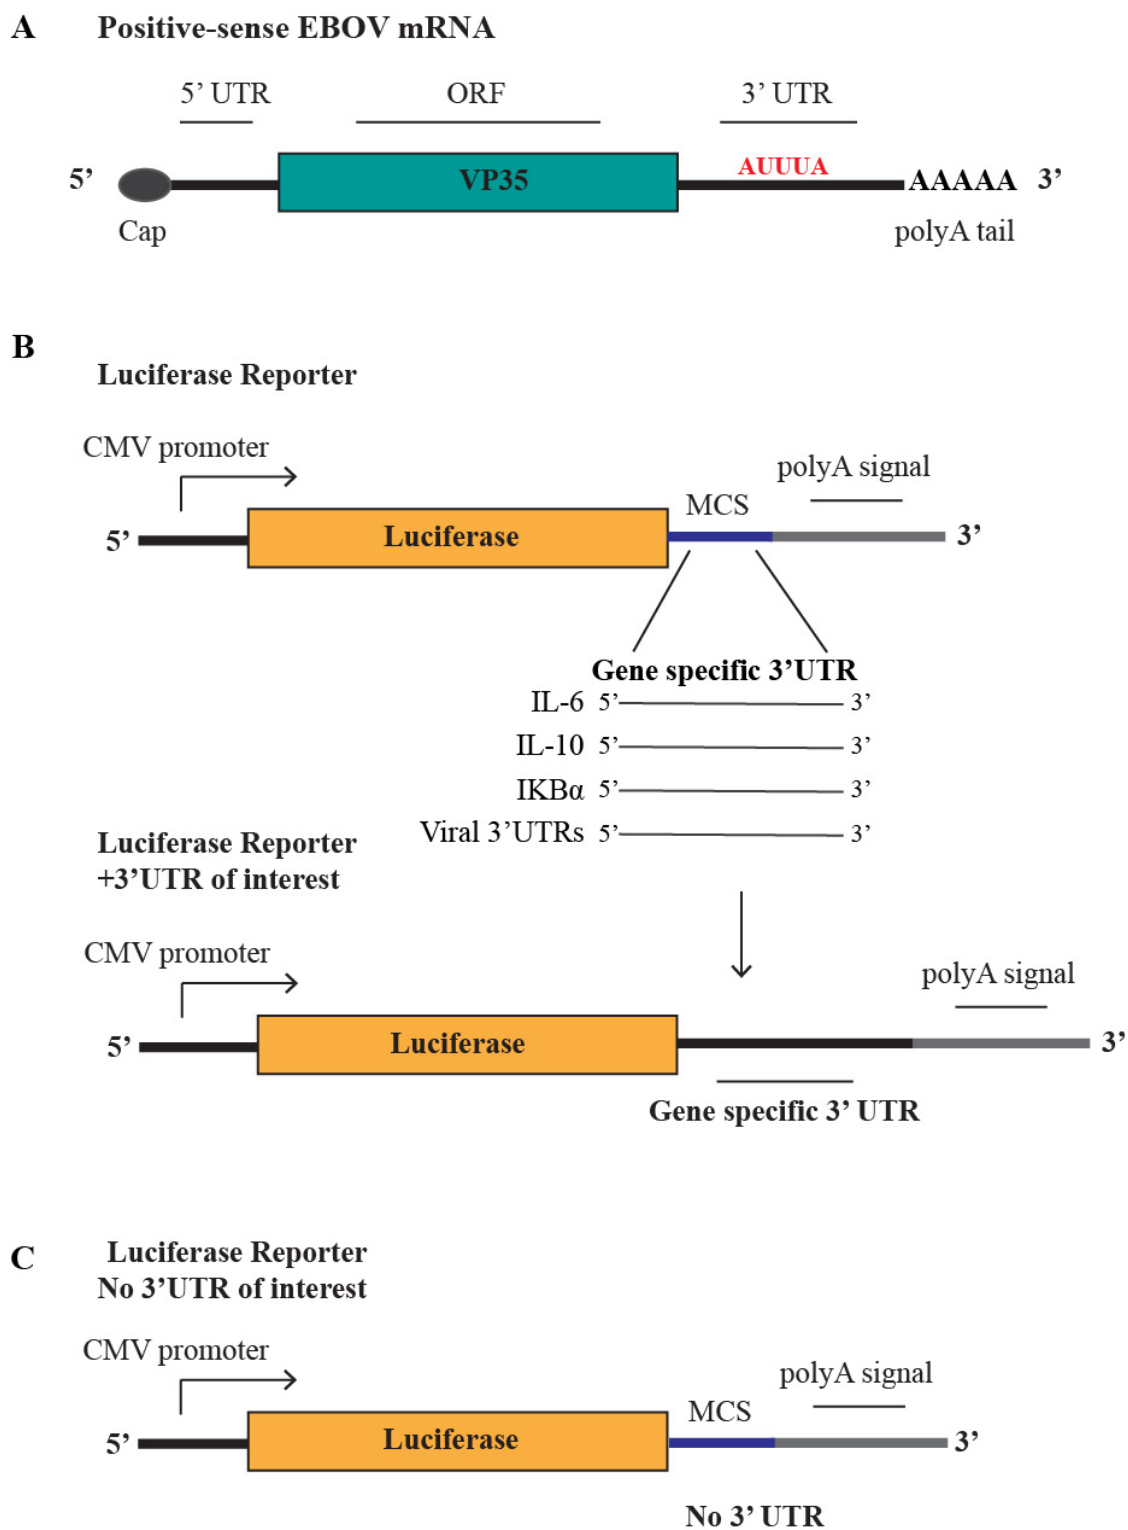 A Positive-sense EBOV mRNA
5’ UTR ORF 3’ UTR
AUUUA
5’ VP35 AAAAA 3’
Cap polyA tail
B
Luciferase Reporter
CMV promoter
polyA signal
MCS
5’ Luciferase 3’
Gene specific 3’UTR
IL-6 5’ 3’
IL-10 5’ 3’
IKBα 5’ 3’
Viral 3’UTRs 5’ 3’
Luciferase Reporter
+3’UTR of interest
CMV promoter
polyA signal
5’ Luciferase 3’
Gene specific 3’ UTR
C Luciferase Reporter
No 3’UTR of interest
CMV promoter
polyA signal
MCS
5’ Luciferase 3’
No 3’ UTR